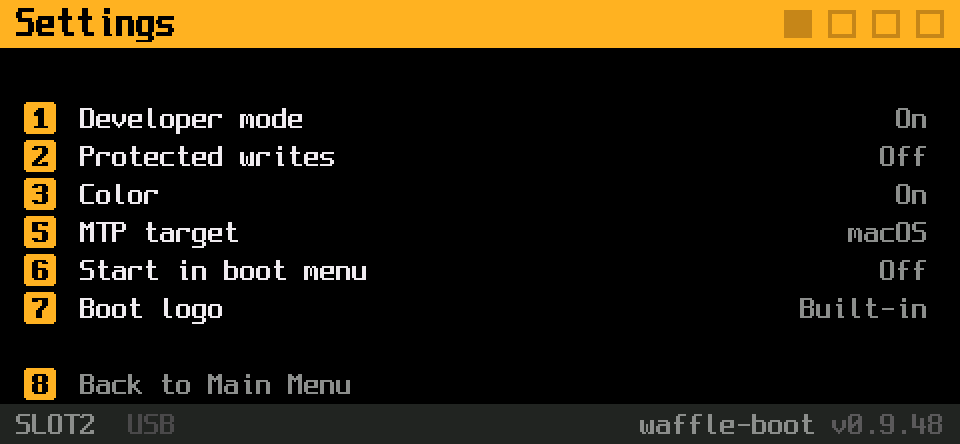 Settings
1 Developer mode On
2 Protected writes Off
3 Color On
5 MTP target macOS
6 Start in boot menu Off
7 Boot logo Built-in
8 Back to Main Menu
SLOT2 USB waffle-boot v0.9.48